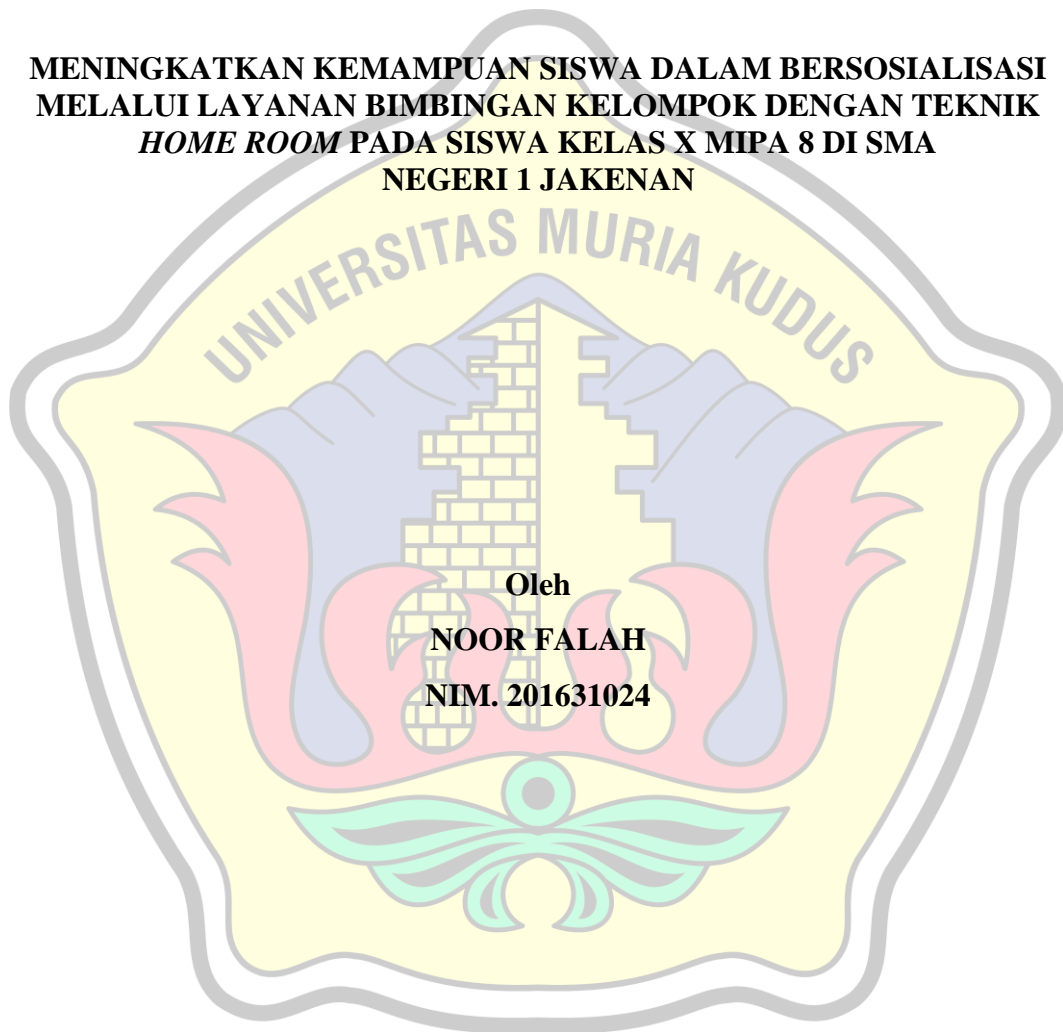 MENINGKATKAN KEMAMPUAN SISWA DALAM BERSOSIALISASI
MELALUI LAYANAN BIMBINGAN KELOMPOK DENGAN TEKNIK
HOME ROOM PADA SISWA KELAS X MIPA 8 DI SMA
NEGERI 1 JAKENAN
UNIVERSITAS MURIA KUDUS
Oleh
NOOR FALAH
NIM. 201631024